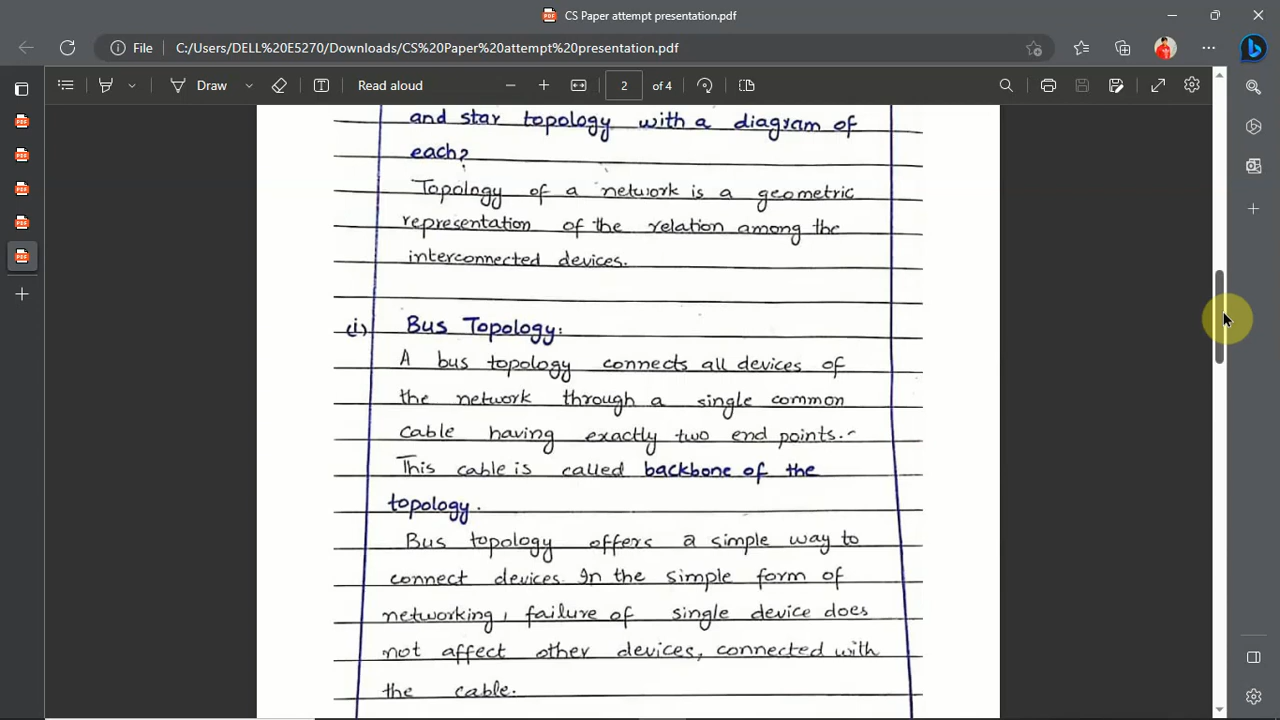 CS Paper attempt presentation.pdf
File C:/Users/DELL%20E5270/Downloads/CS%20Paper%20attempt%20presentation.pdf
Draw Read aloud 2 of 4
and star topology with a diagram of
each?
Topology of a network is a geometric
representation of the relation among the
interconnected devices.
(i) Bus Topology:
A bus topology connects all devices of
the network through a single common
cable having exactly two end points.-
This cable is called backbone of the
topology.
Bus topology offers a simple way to
connect devices. In the simple form of
networking, failure of single device does
not affect other devices, connected with
the cable.